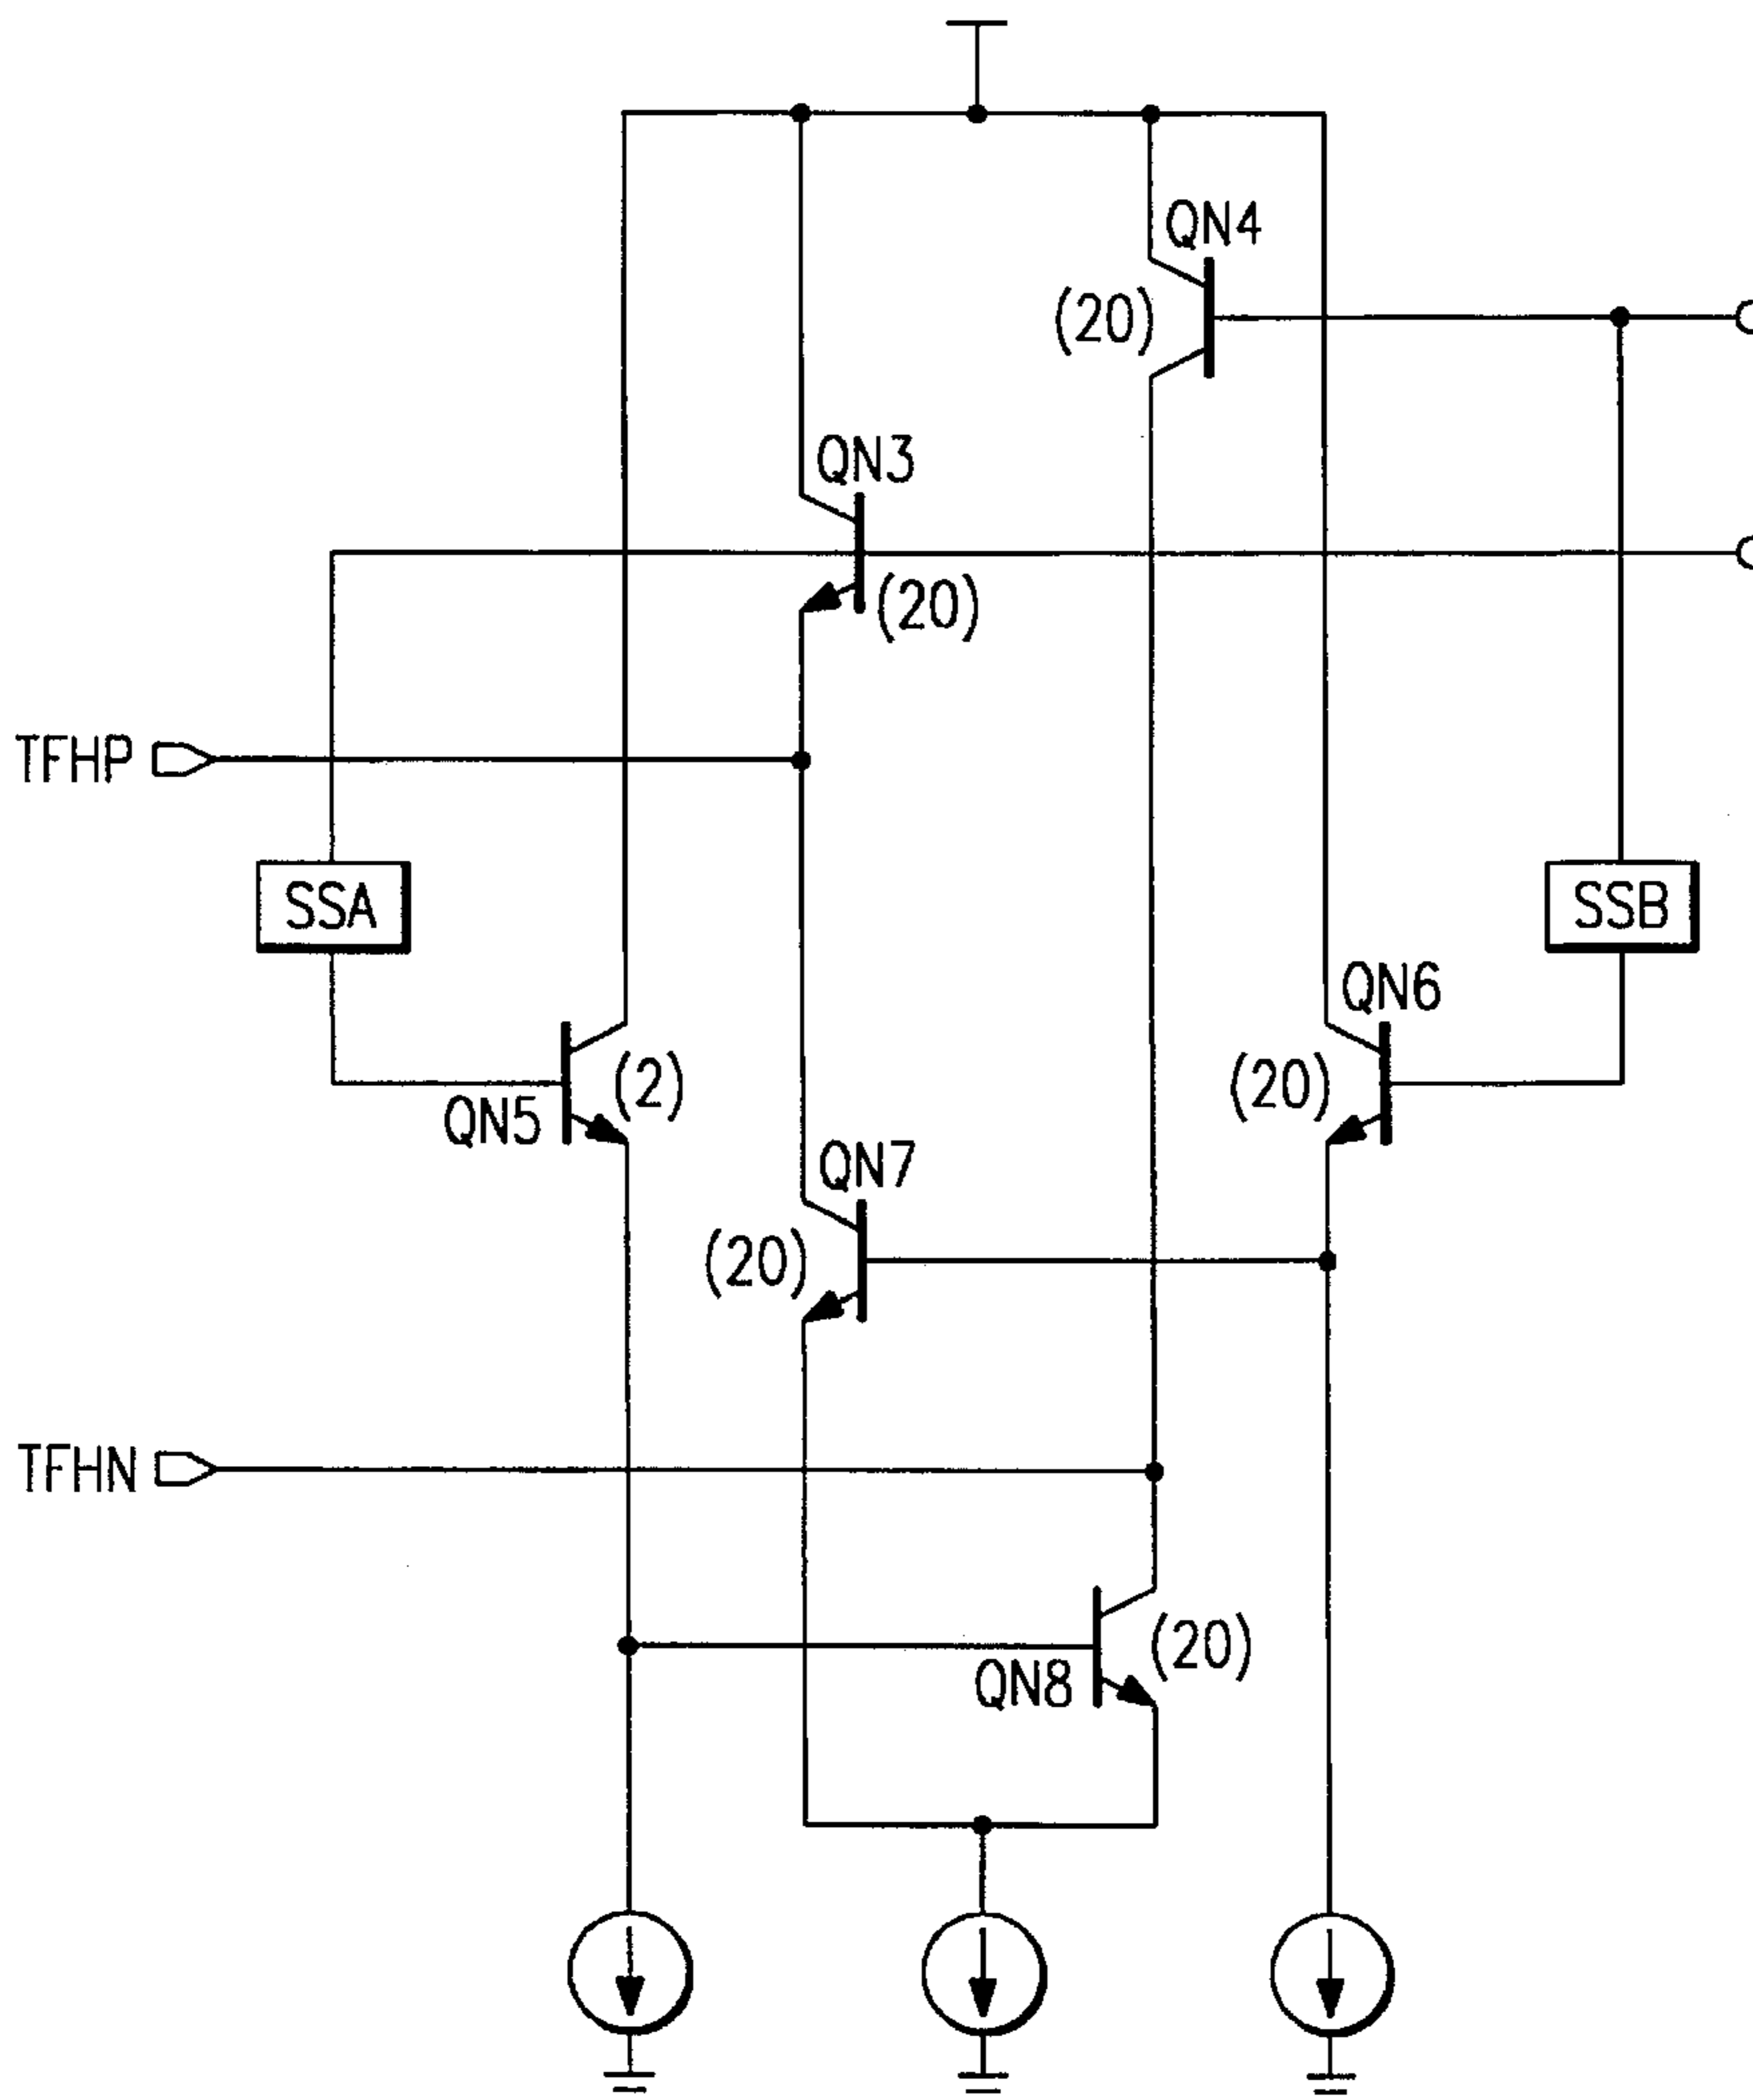 QN4
(20)
QN3
(20)
TFHP
SSA
SSB
QN6
(2)
(20)
QN5
QN7
(20)
TFHN
(20)
QN8